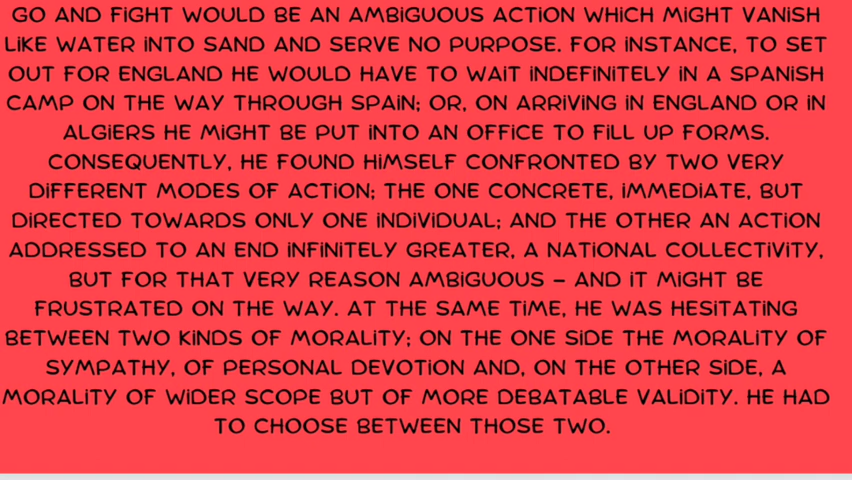 GO AND FIGHT WOULD BE AN AMBIGUOUS ACTION WHICH MIGHT VANISH
LIKE WATER INTO SAND AND SERVE NO PURPOSE. FOR INSTANCE, TO SET
OUT FOR ENGLAND HE WOULD HAVE TO WAIT INDEFINITELY IN A SPANISH
CAMP ON THE WAY THROUGH SPAIN; OR, ON ARRIVING IN ENGLAND OR IN
ALGIERS HE MIGHT BE PUT INTO AN OFFICE TO FILL UP FORMS.
CONSEQUENTLY, HE FOUND HIMSELF CONFRONTED BY TWO VERY
DIFFERENT MODES OF ACTION; THE ONE CONCRETE, IMMEDIATE, BUT
DIRECTED TOWARDS ONLY ONE INDIVIDUAL; AND THE OTHER AN ACTION
ADDRESSED TO AN END INFINITELY GREATER, A NATIONAL COLLECTIVITY,
BUT FOR THAT VERY REASON AMBIGUOUS – AND IT MIGHT BE
FRUSTRATED ON THE WAY. AT THE SAME TIME, HE WAS HESITATING
BETWEEN TWO KINDS OF MORALITY; ON THE ONE SIDE THE MORALITY OF
SYMPATHY, OF PERSONAL DEVOTION AND, ON THE OTHER SIDE, A
MORALITY OF WIDER SCOPE BUT OF MORE DEBATABLE VALIDITY. HE HAD
TO CHOOSE BETWEEN THOSE TWO.